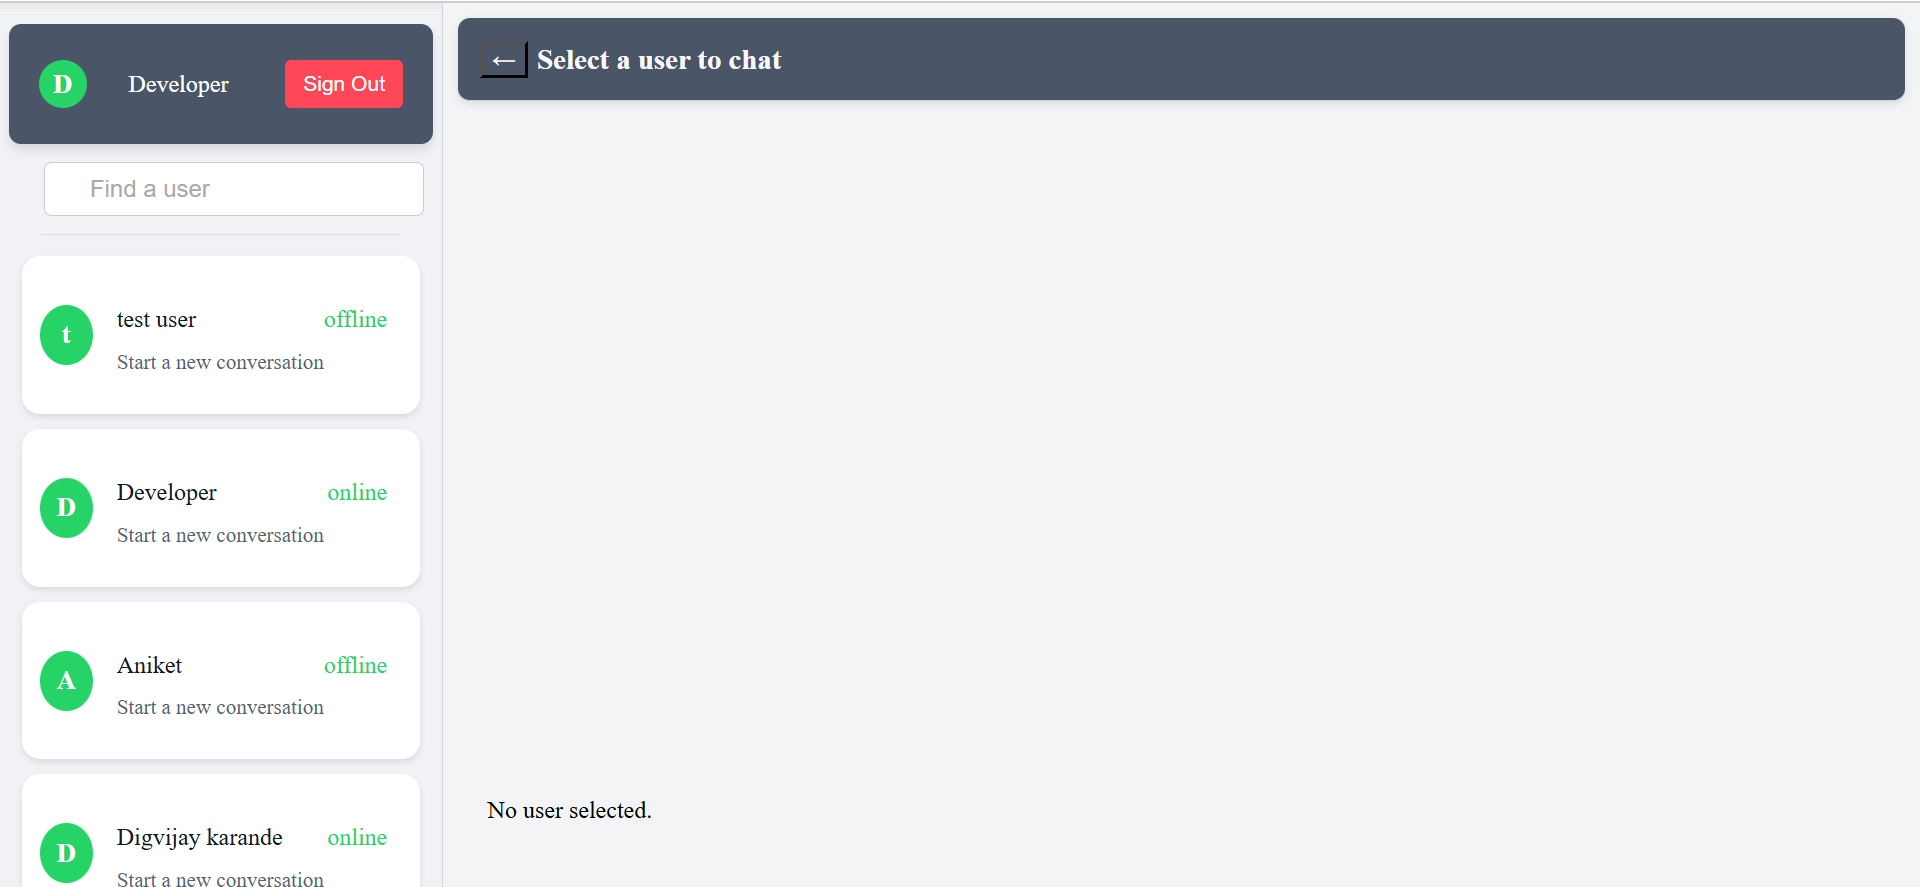 D Developer Sign Out
Find a user
t test user offline
Start a new conversation
D Developer online
Start a new conversation
A Aniket offline
Start a new conversation
D Digvijay karande online
Start a new conversation
← Select a user to chat
No user selected.